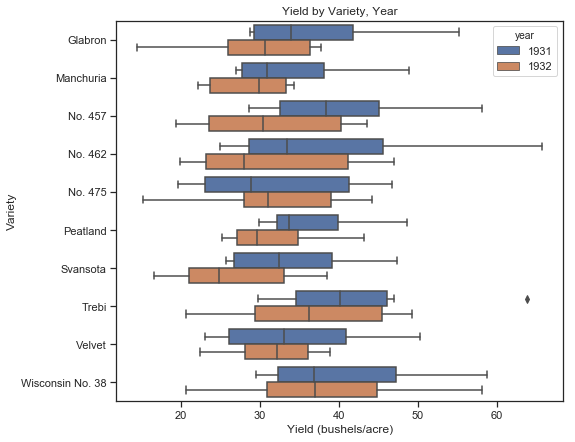 Yield by Variety, Year
Glabron
Manchuria
No. 457
No. 462
No. 475
Peatland
Svansota
Trebi
Velvet
Wisconsin No. 38
Variety
year
1931
1932
20 30 40 50 60
Yield (bushels/acre)